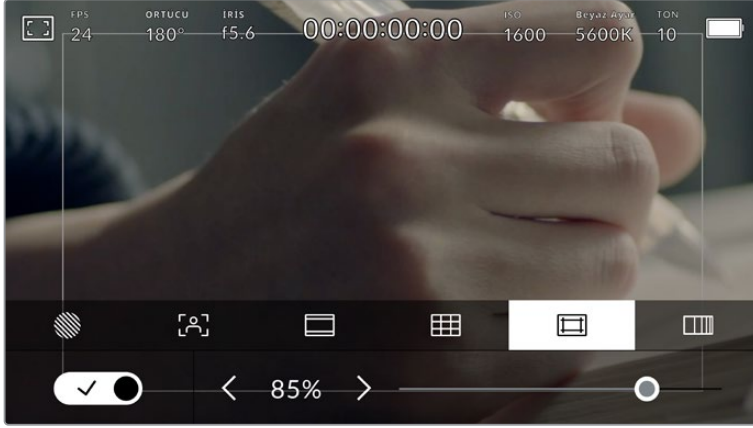 FPS ORTUCU IRIS ISO Beyaz Ayar TON
24 180° f5.6 00:00:00:00 1600 5600K 10
85%